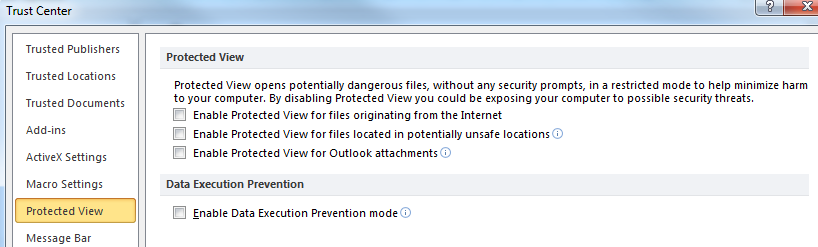 Trust Center
?
Trusted Publishers
Trusted Locations
Trusted Documents
Add-ins
ActiveX Settings
Macro Settings
Protected View
Message Bar
Protected View
Protected View opens potentially dangerous files, without any security prompts, in a restricted mode to help minimize harm
to your computer. By disabling Protected View you could be exposing your computer to possible security threats.
Enable Protected View for files originating from the Internet
Enable Protected View for files located in potentially unsafe locations
Enable Protected View for Outlook attachments
Data Execution Prevention
Enable Data Execution Prevention mode